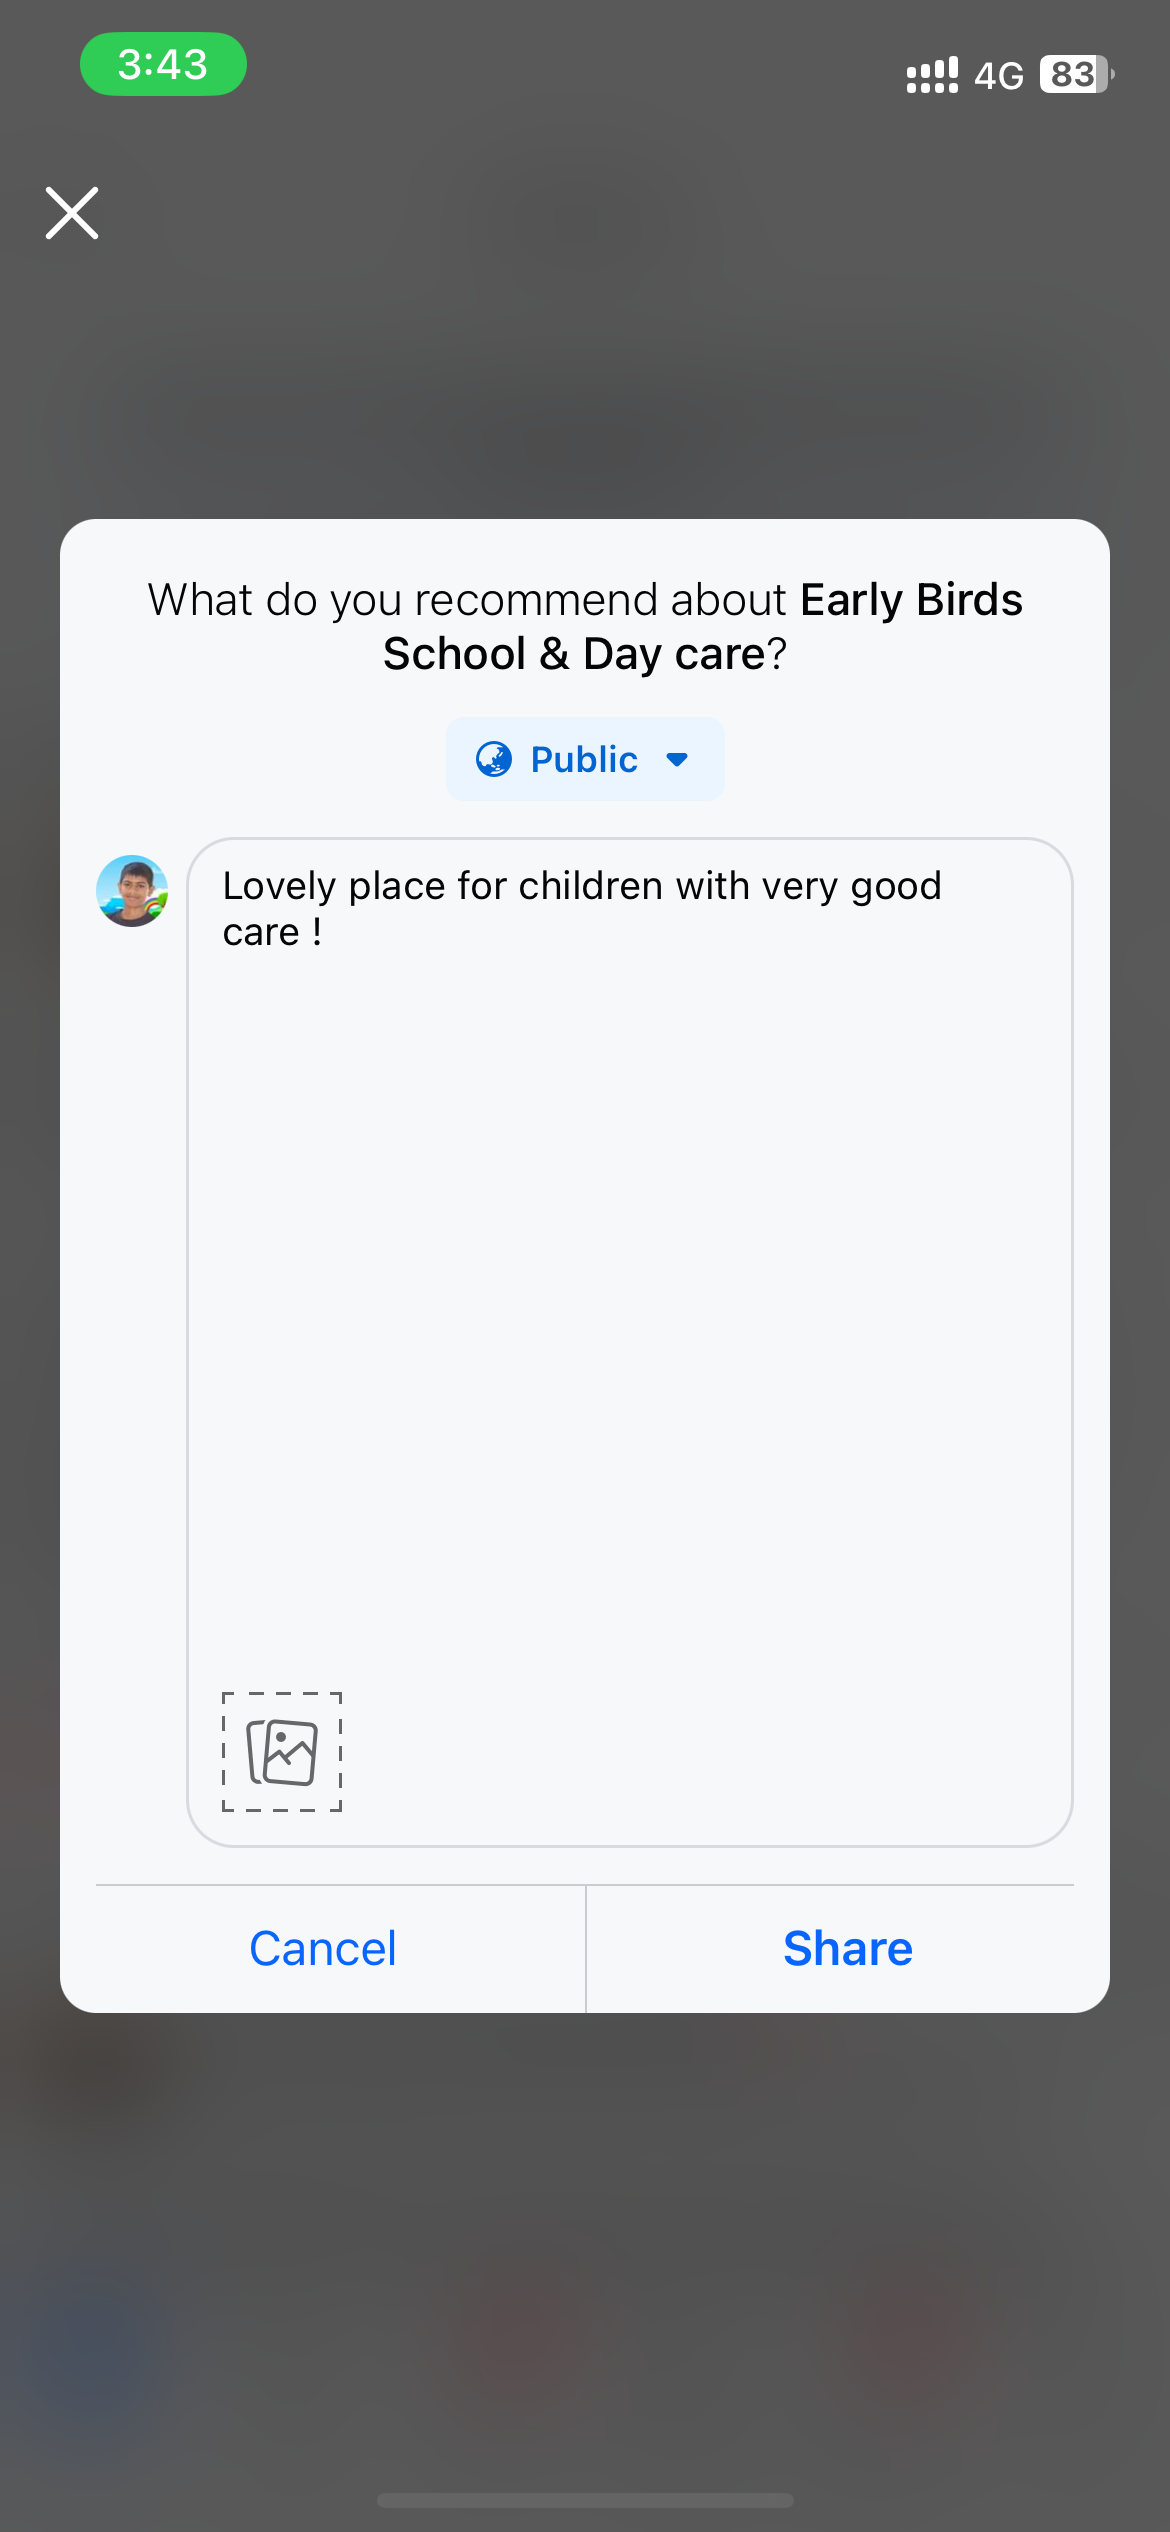 3:43
4G
83
What do you recommend about Early Birds
School & Day care?
Public
Lovely place for children with very good
care !
Cancel
Share